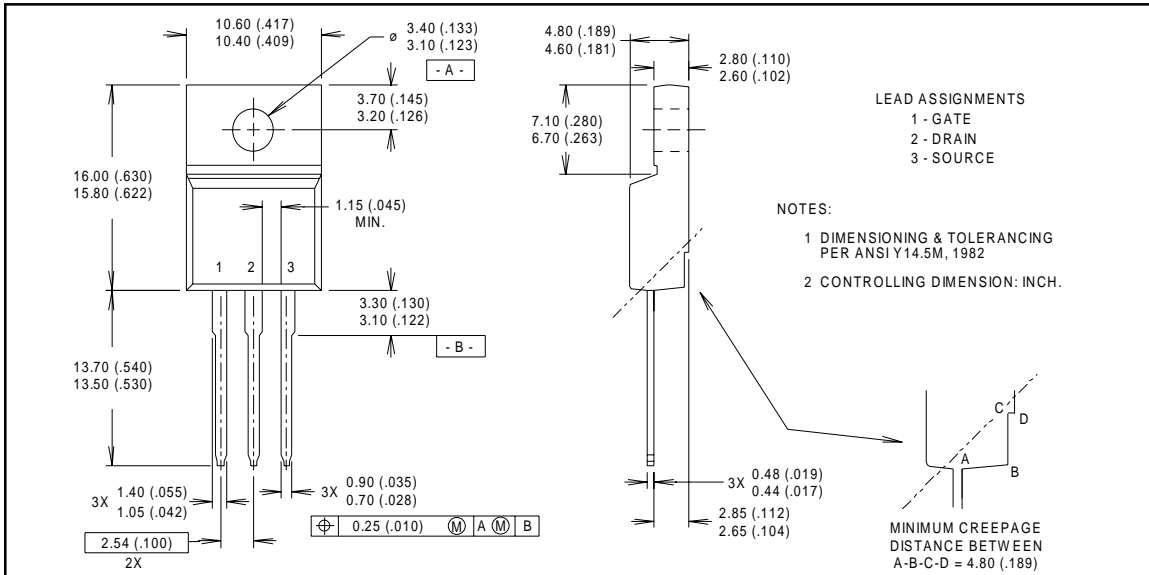 10.60 (.417)
10.40 (.409)
ø 3.40 (.133)
3.10 (.123)
- A -
3.70 (.145)
3.20 (.126)
16.00 (.630)
15.80 (.622)
1.15 (.045)
MIN.
1 2 3
3.30 (.130)
3.10 (.122)
- B -
13.70 (.540)
13.50 (.530)
3X 1.40 (.055)
1.05 (.042)
3X 0.90 (.035)
0.70 (.028)
2.54 (.100)
2X
⌖ 0.25 (.010) Ⓜ A Ⓜ B
4.80 (.189)
4.60 (.181)
2.80 (.110)
2.60 (.102)
7.10 (.280)
6.70 (.263)
3X 0.48 (.019)
0.44 (.017)
2.85 (.112)
2.65 (.104)
LEAD ASSIGNMENTS
1 - GATE
2 - DRAIN
3 - SOURCE
NOTES:
1 DIMENSIONING & TOLERANCING
PER ANSI Y14.5M, 1982
2 CONTROLLING DIMENSION: INCH.
C
D
A
B
MINIMUM CREEPAGE
DISTANCE BETWEEN
A-B-C-D = 4.80 (.189)